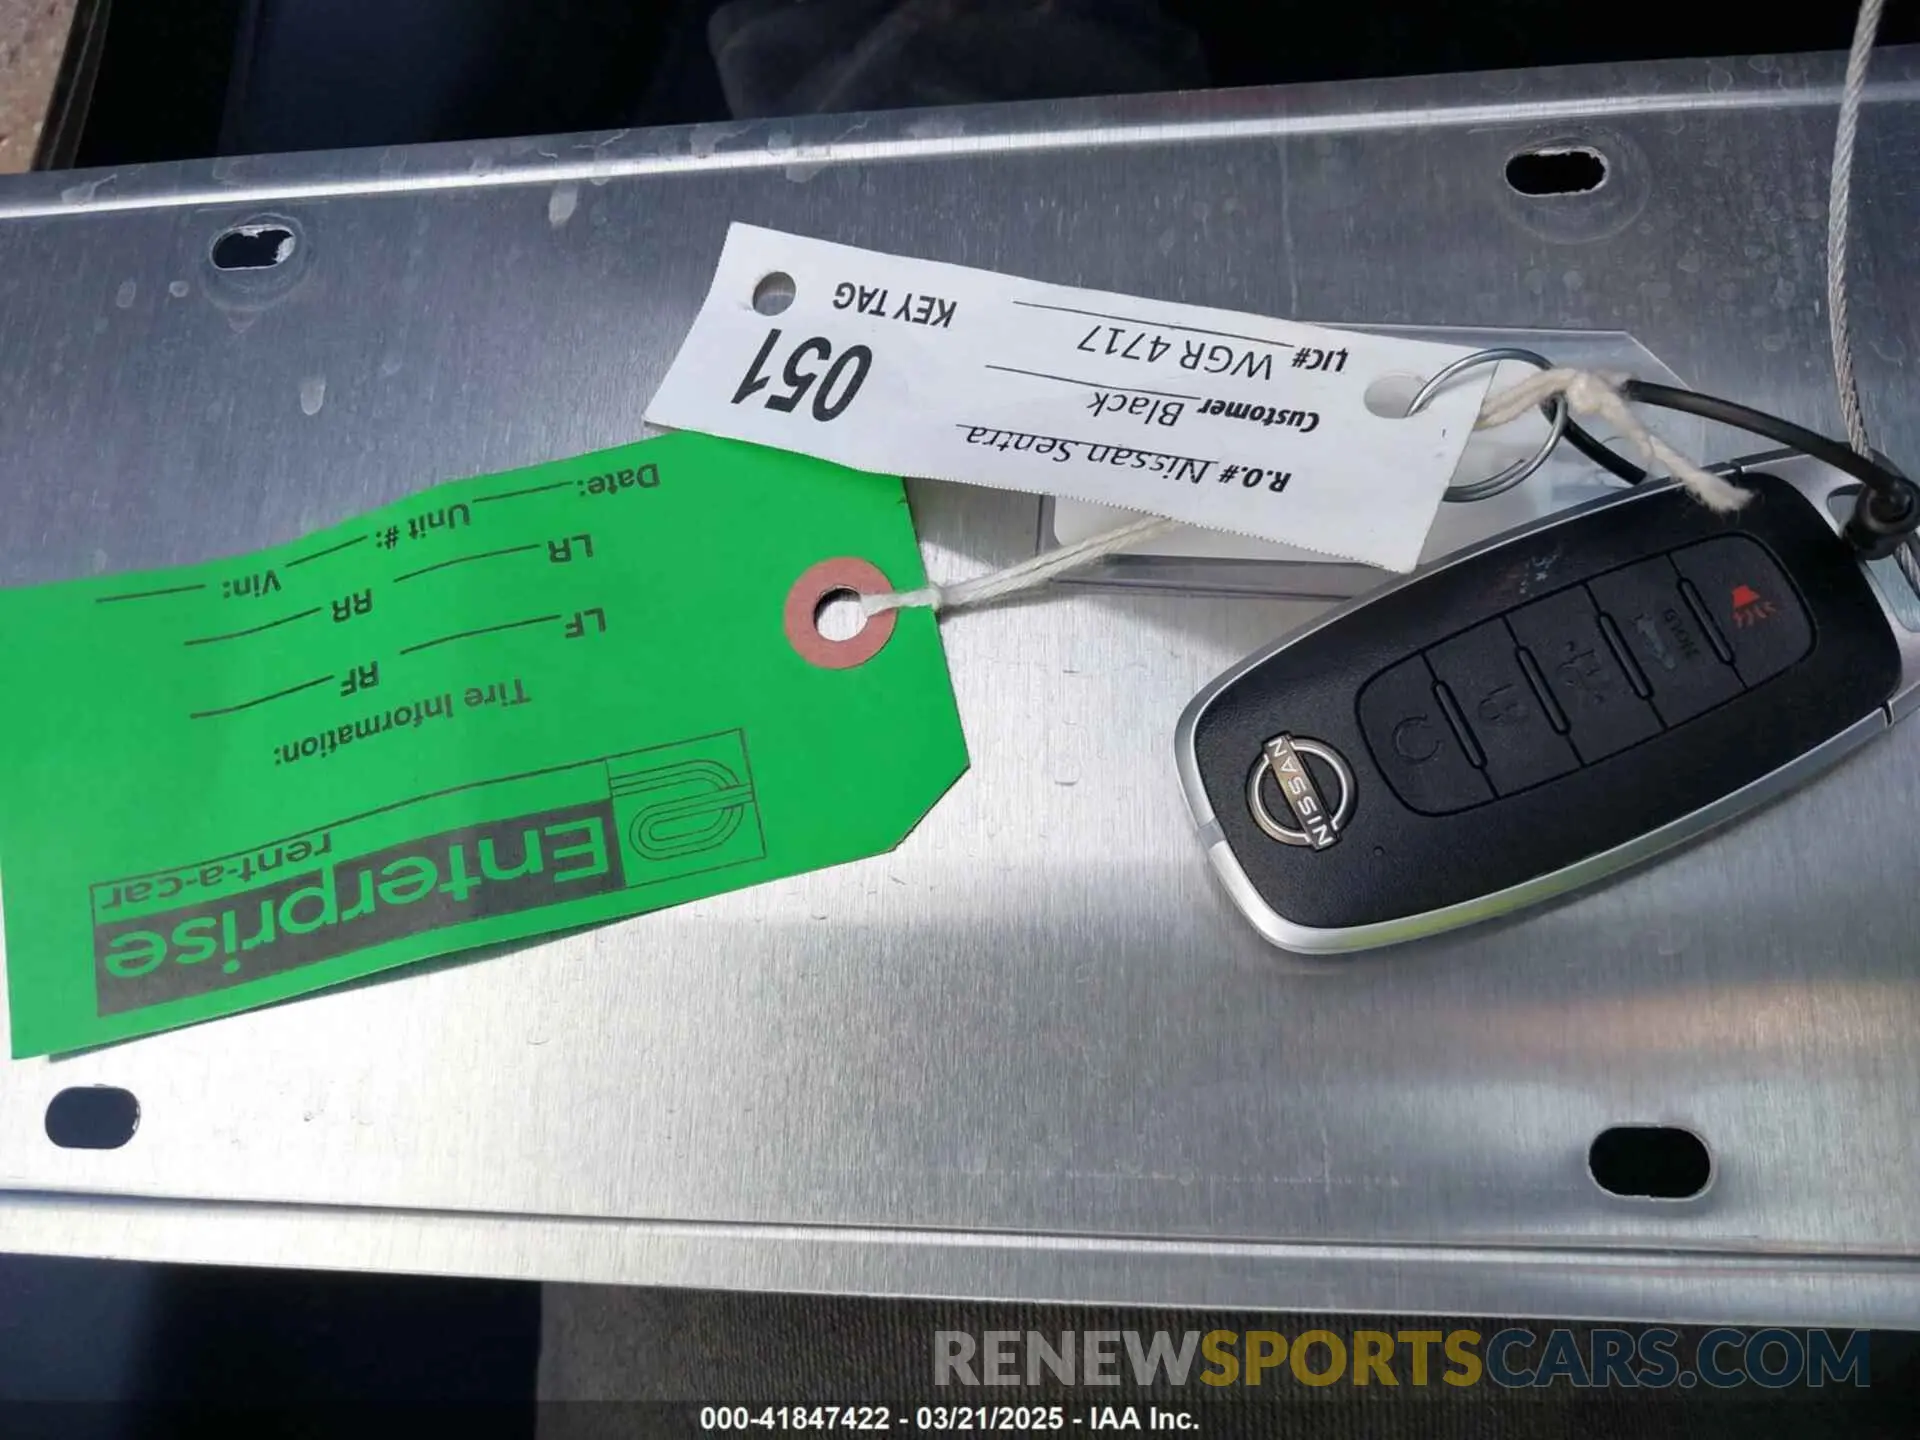 051
KEY TAG
R.O.# Nissan Sentra
Customer Black
LIC# WGR 4717
Enterprise
rent-a-car
Tire Information:
LF RF
LR RR
Date: Unit #: Vin:
NISSAN
HOLD
RENEWSPORTSCARS.COM
000-41847422 - 03/21/2025 - IAA Inc.